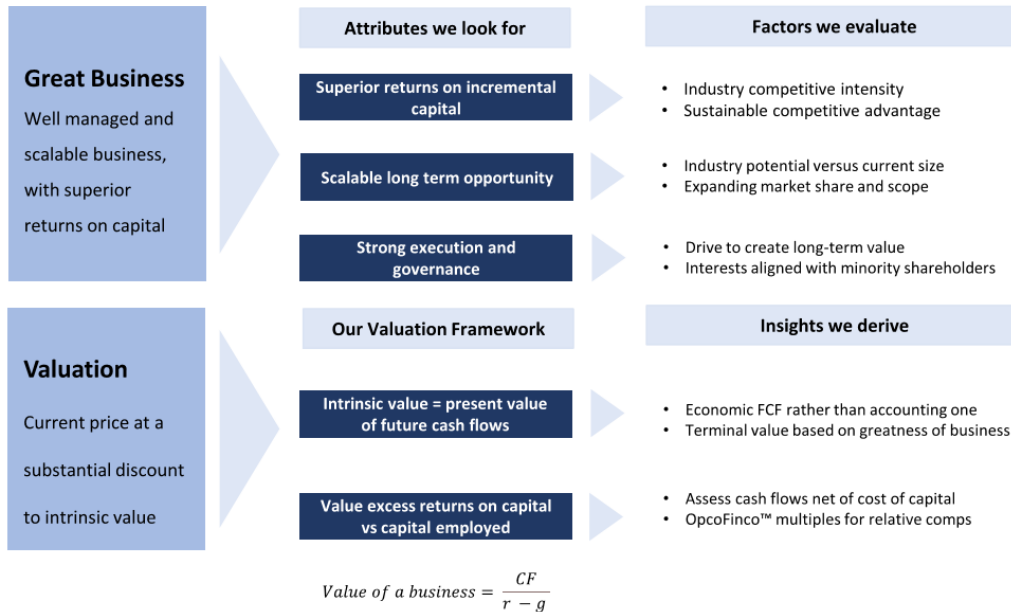 Great Business
Well managed and
scalable business,
with superior
returns on capital
Attributes we look for
Factors we evaluate
Superior returns on incremental
capital
• Industry competitive intensity
• Sustainable competitive advantage
Scalable long term opportunity
• Industry potential versus current size
• Expanding market share and scope
Strong execution and
governance
• Drive to create long-term value
• Interests aligned with minority shareholders
Valuation
Current price at a
substantial discount
to intrinsic value
Our Valuation Framework
Insights we derive
Intrinsic value = present value
of future cash flows
• Economic FCF rather than accounting one
• Terminal value based on greatness of business
Value excess returns on capital
vs capital employed
• Assess cash flows net of cost of capital
• OpcoFinco™ multiples for relative comps
Value of a business = CF / r − g